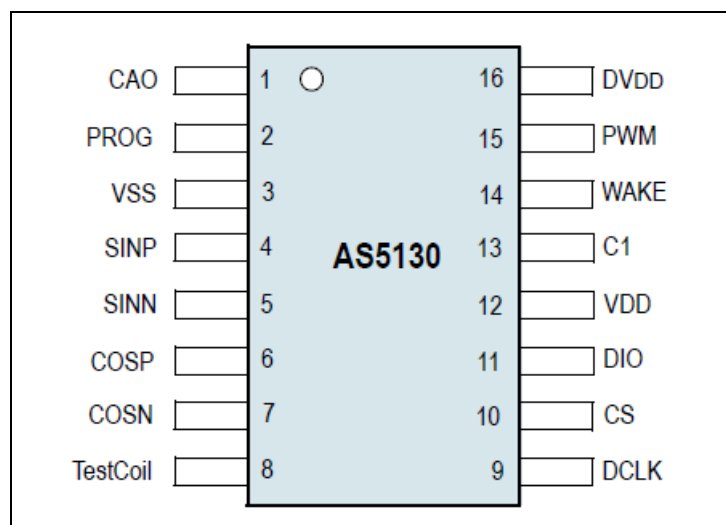 CAO 1 16 DVDD
PROG 2 15 PWM
VSS 3 14 WAKE
SINP 4 AS5130 13 C1
SINN 5 12 VDD
COSP 6 11 DIO
COSN 7 10 CS
TestCoil 8 9 DCLK